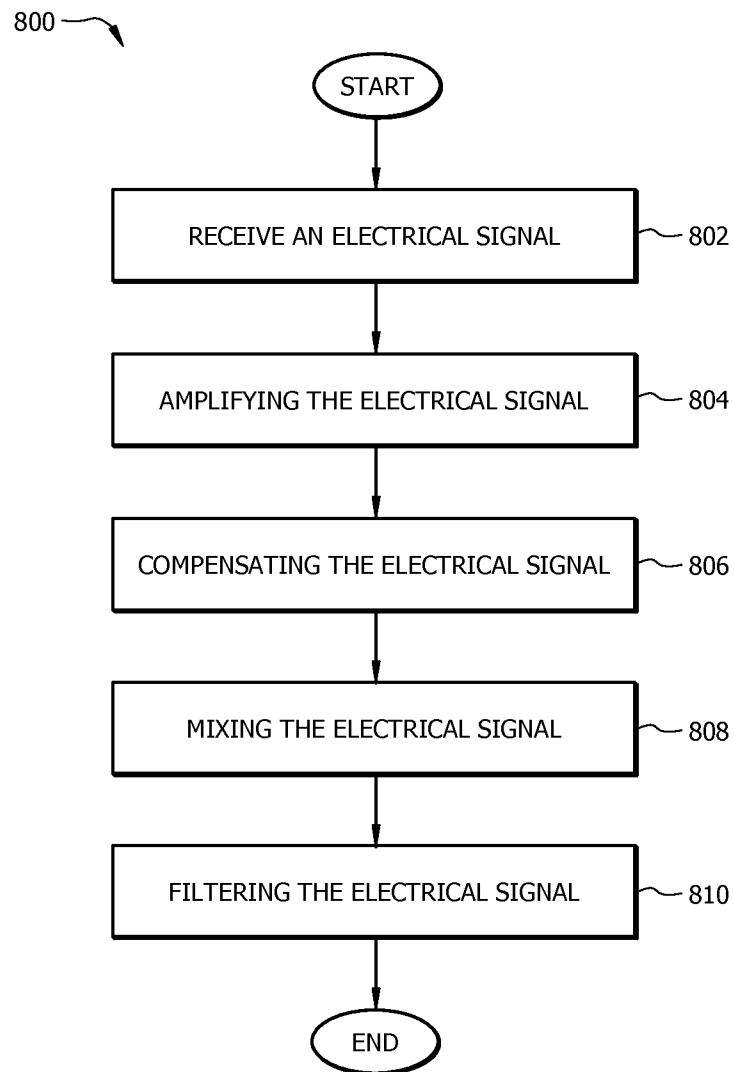 800
START
RECEIVE AN ELECTRICAL SIGNAL
802
AMPLIFYING THE ELECTRICAL SIGNAL
804
COMPENSATING THE ELECTRICAL SIGNAL
806
MIXING THE ELECTRICAL SIGNAL
808
FILTERING THE ELECTRICAL SIGNAL
810
END